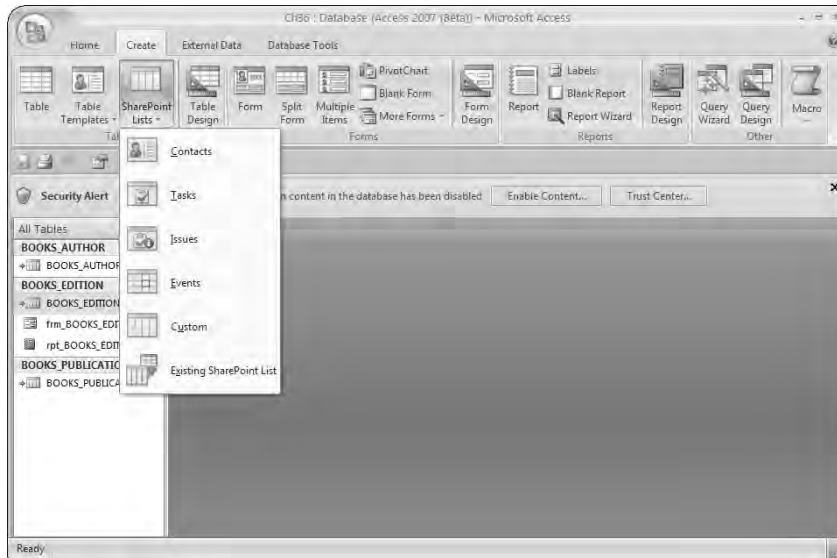 CH36 : Database (Access 2007 (Beta)) - Microsoft Access
Home Create External Data Database Tools
Table
Table Templates
SharePoint Lists
Table Design
Form
Split Form
Multiple Items
PivotChart
Blank Form
More Forms
Form Design
Report
Labels
Blank Report
Report Wizard
Report Design
Query Wizard
Query Design
Macro
Forms
Reports
Other
Contacts
Tasks
Issues
Events
Custom
Existing SharePoint List
Security Alert
content in the database has been disabled
Enable Content...
Trust Center...
All Tables
BOOKS_AUTHOR
BOOKS_AUTHOR
BOOKS_EDITION
BOOKS_EDITION
frm_BOOKS_EDI
rpt_BOOKS_EDI
BOOKS_PUBLICATIO
BOOKS_PUBLICA
Ready